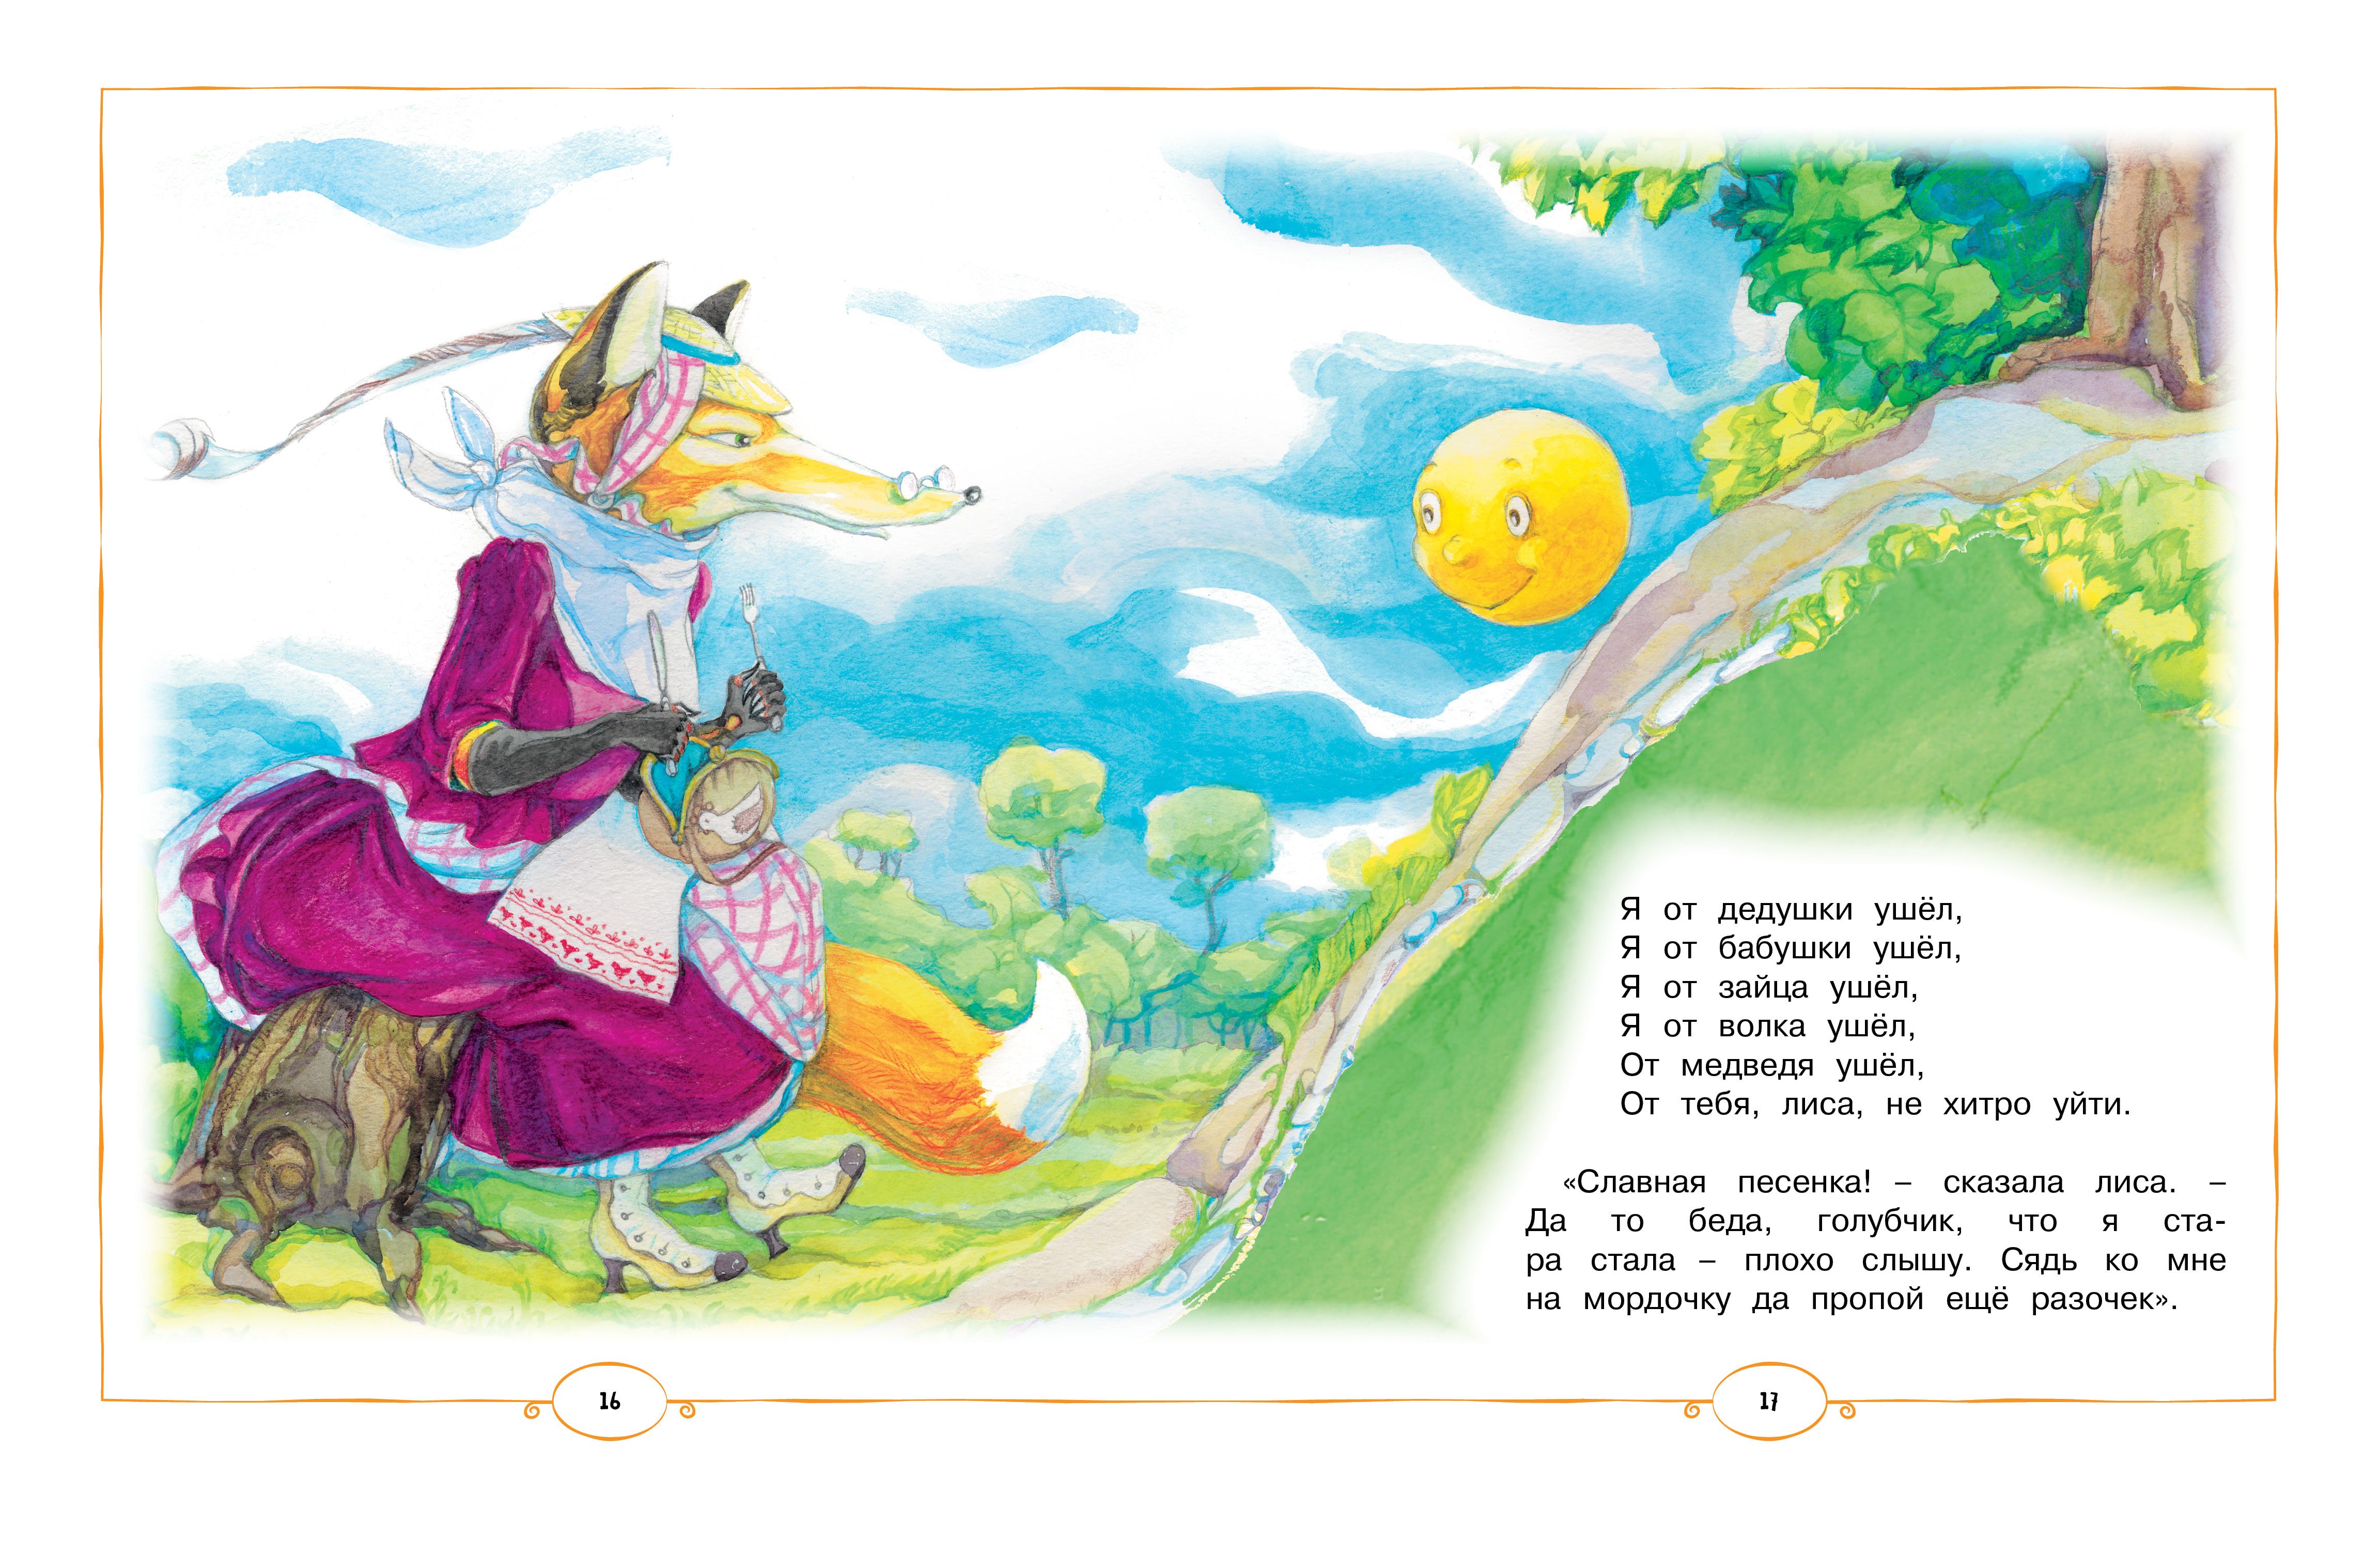 Я от дедушки ушёл,
Я от бабушки ушёл,
Я от зайца ушёл,
Я от волка ушёл,
От медведя ушёл,
От тебя, лиса, не хитро уйти.
«Славная песенка! – сказала лиса. –
Да то беда, голубчик, что я ста-
ра стала – плохо слышу. Сядь ко мне
на мордочку да пропой ещё разочек».
16
17